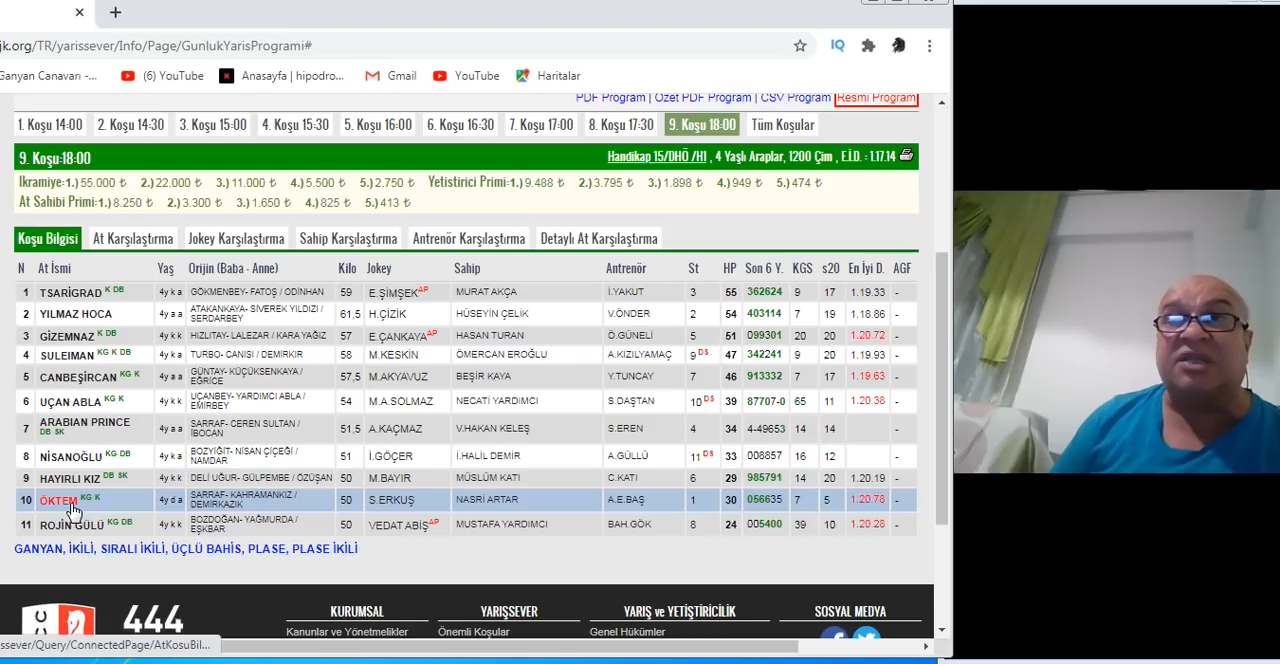 jk.org/TR/yarissever/Info/Page/GunlukYarisProgrami#
IQ
Ganyan Canavarı -... (6) YouTube Anasayfa | hipodro... Gmail YouTube Haritalar
PDF Program | Özet PDF Program | CSV Program Resmi Program
1. Koşu 14:00 2. Koşu 14:30 3. Koşu 15:00 4. Koşu 15:30 5. Koşu 16:00 6. Koşu 16:30 7. Koşu 17:00 8. Koşu 17:30 9. Koşu 18:00 Tüm Koşular
9. Koşu:18:00 Handikap 15/DHÖ /H1 , 4 Yaşlı Araplar, 1200 Çim , E.İ.D. : 1.17.14
İkramiye:1.) 55.000 ₺ 2.) 22.000 ₺ 3.) 11.000 ₺ 4.) 5.500 ₺ 5.) 2.750 ₺ Yetistirici Primi:1.) 9.488 ₺ 2.) 3.795 ₺ 3.) 1.898 ₺ 4.) 949 ₺ 5.) 474 ₺
At Sahibi Primi:1.) 8.250 ₺ 2.) 3.300 ₺ 3.) 1.650 ₺ 4.) 825 ₺ 5.) 413 ₺
Koşu Bilgisi At Karşılaştırma Jokey Karşılaştırma Sahip Karşılaştırma Antrenör Karşılaştırma Detaylı At Karşılaştırma
N At İsmi Yaş Orijin (Baba - Anne) Kilo Jokey Sahip Antrenör St HP Son 6 Y. KGS s20 En İyi D. AGF
1 TSARİGRAD K DB 4y k a GÖKMENBEY- FATOŞ / ODİNHAN 59 E.ŞİMŞEK AP MURAT AKÇA İ.YAKUT 3 55 362624 9 17 1.19.33 -
2 YILMAZ HOCA 4y a a ATAKANKAYA- SİVEREK YILDIZI / SERDARBEY 61,5 H.ÇİZİK HÜSEYİN ÇELİK V.ÖNDER 2 54 403114 7 19 1.18.86 -
3 GİZEMNAZ K DB 4y k k HIZLITAY- LALEZAR / KARA YAĞIZ 57 E.ÇANKAYA AP HASAN TURAN Ö.GÜNELİ 5 51 099301 20 20 1.20.72 -
4 SULEIMAN KG K DB 4y k a TURBO- CANISI / DEMİRKIR 58 M.KESKİN ÖMERCAN EROĞLU A.KIZILYAMAÇ 9 DS 47 342241 9 20 1.19.93 -
5 CANBEŞİRCAN KG K 4y a a GÜNTAY- KÜÇÜKSENKAYA / EĞRİCE 57,5 M.AKYAVUZ BEŞİR KAYA Y.TUNCAY 7 46 913332 7 17 1.19.63 -
6 UÇAN ABLA KG K 4y k k UÇANBEY- YARDIMCI ABLA / EMİRBEY 54 M.A.SOLMAZ NECATİ YARDIMCI S.DAŞTAN 10 DS 39 87707-0 65 11 1.20.38 -
7 ARABIAN PRINCE DB SK 4y a a SARRAF- CEREN SULTAN / İBOCAN 51,5 A.KAÇMAZ V.HAKAN KELEŞ S.EREN 4 34 4-49653 14 14 -
8 NİSANOĞLU KG DB 4y k a BOZYİĞİT- NİSAN ÇİÇEĞİ / NAMDAR 51 İ.GÖÇER İ.HALİL DEMİR A.GÜLLÜ 11 DS 33 006857 16 12 -
9 HAYIRLI KIZ DB SK 4y k k DELİ UĞUR- GÜLPEMBE / ÖZÜŞAN 50 M.BAYIR MÜSLÜM KATI C.KATI 6 29 985791 14 20 1.20.19 -
10 ÖKTEM KG K 4y d a SARRAF- KAHRAMANKIZ / DEMİRKAZIK 50 S.ERKUŞ NASRİ ARTAR A.E.BAŞ 1 30 056635 7 5 1.20.78 -
11 ROJİN GÜLÜ KG DB 4y k k BOZDOĞAN- YAĞMURDA / EŞKBAR 50 VEDAT ABİŞ AP MUSTAFA YARDIMCI BAH.GÖK 8 24 005400 39 10 1.20.28 -
GANYAN, İKİLİ, SIRALI İKİLİ, ÜÇLÜ BAHİS, PLASE, PLASE İKİLİ
444 KURUMSAL YARIŞSEVER YARIŞ ve YETİŞTİRİCİLİK SOSYAL MEDYA
Kanunlar ve Yönetmelikler Önemli Koşular Genel Hükümler
ssever/Query/ConnectedPage/AtKosuBil...